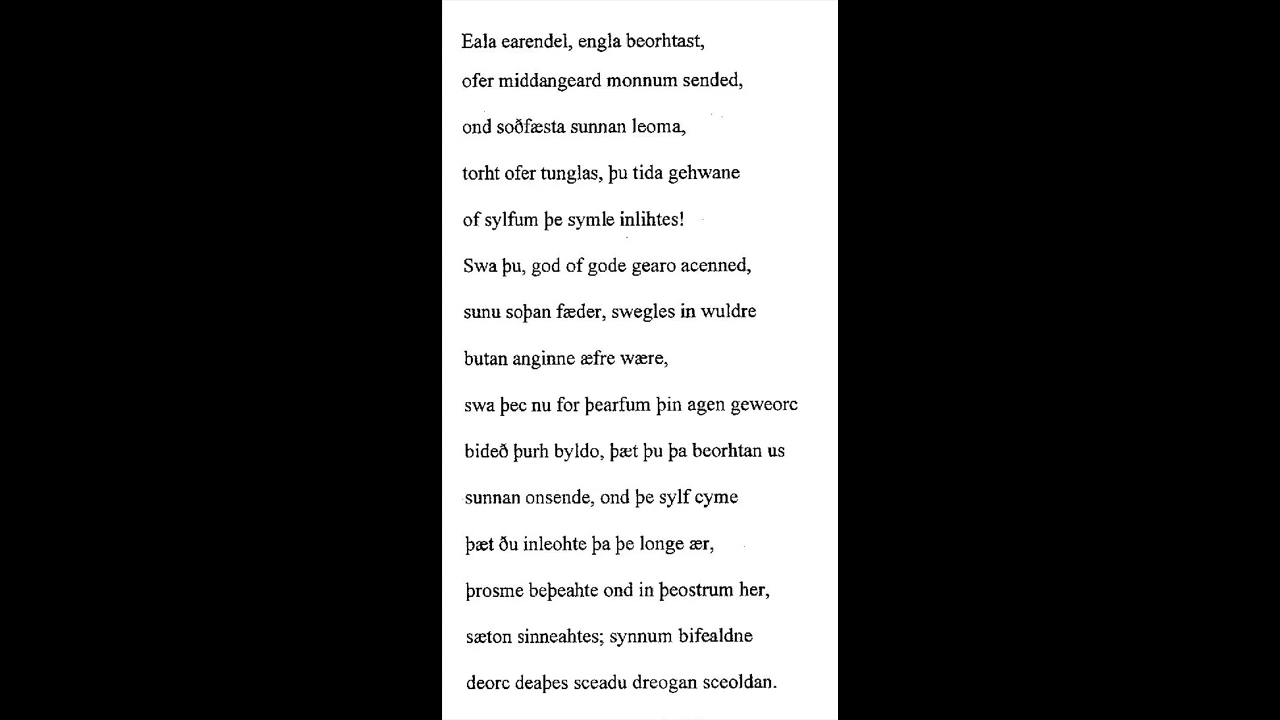 Eala earendel, engla beorhtast,
ofer middangeard monnum sended,
ond soðfæsta sunnan leoma,
torht ofer tunglas, þu tida gehwane
of sylfum þe symle inlihtes!
Swa þu, god of gode gearo acenned,
sunu soþan fæder, swegles in wuldre
butan anginne æfre wære,
swa þec nu for þearfum þin agen geweorc
bideð þurh byldo, þæt þu þa beorhtan us
sunnan onsende, ond þe sylf cyme
þæt ðu inleohte þa þe longe ær,
þrosme beþeahte ond in þeostrum her,
sæton sinneahtes; synnum bifealdne
deorc deaþes sceadu dreogan sceoldan.